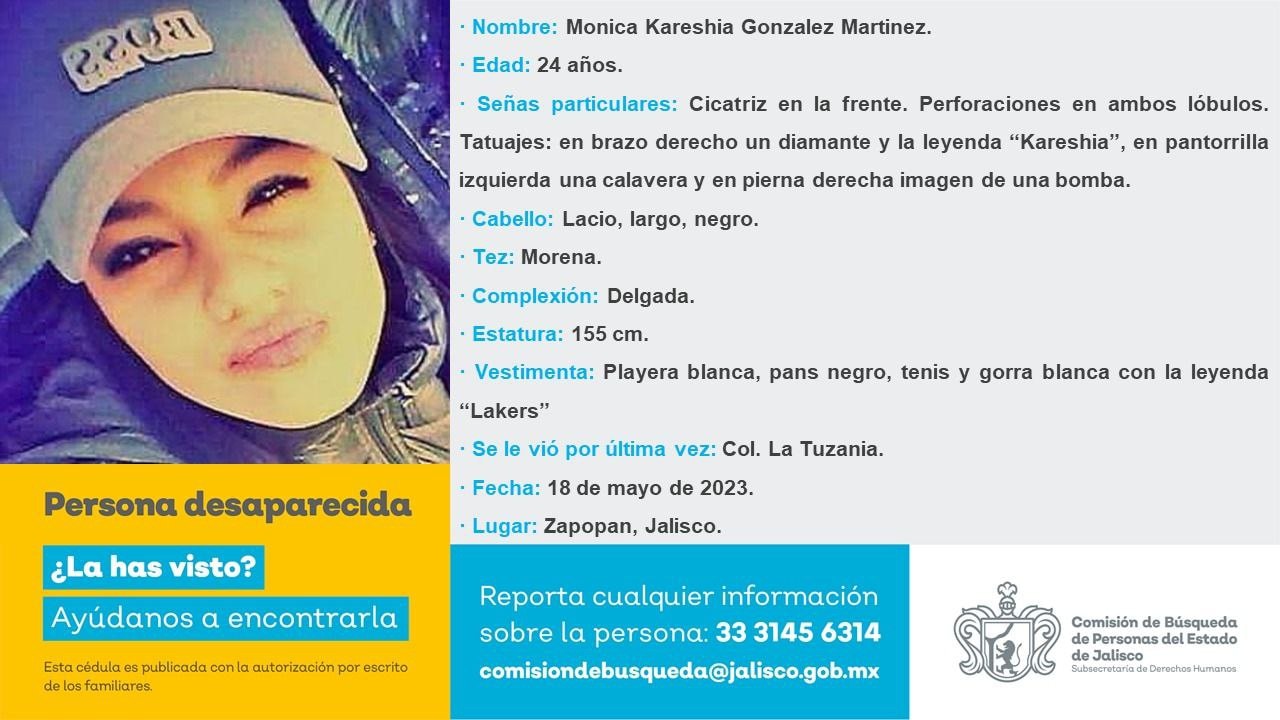 BOSS
· Nombre: Monica Kareshia Gonzalez Martinez.
· Edad: 24 años.
· Señas particulares: Cicatriz en la frente. Perforaciones en ambos lóbulos.
Tatuajes: en brazo derecho un diamante y la leyenda “Kareshia”, en pantorrilla
izquierda una calavera y en pierna derecha imagen de una bomba.
· Cabello: Lacio, largo, negro.
· Tez: Morena.
· Complexión: Delgada.
· Estatura: 155 cm.
· Vestimenta: Playera blanca, pans negro, tenis y gorra blanca con la leyenda
“Lakers”
· Se le vió por última vez: Col. La Tuzania.
· Fecha: 18 de mayo de 2023.
· Lugar: Zapopan, Jalisco.
Persona desaparecida
¿La has visto?
Ayúdanos a encontrarla
Esta cédula es publicada con la autorización por escrito
de los familiares.
Reporta cualquier información
sobre la persona: 33 3145 6314
comisiondebusqueda@jalisco.gob.mx
Comisión de Búsqueda
de Personas del Estado
de Jalisco
Subsecretaría de Derechos Humanos